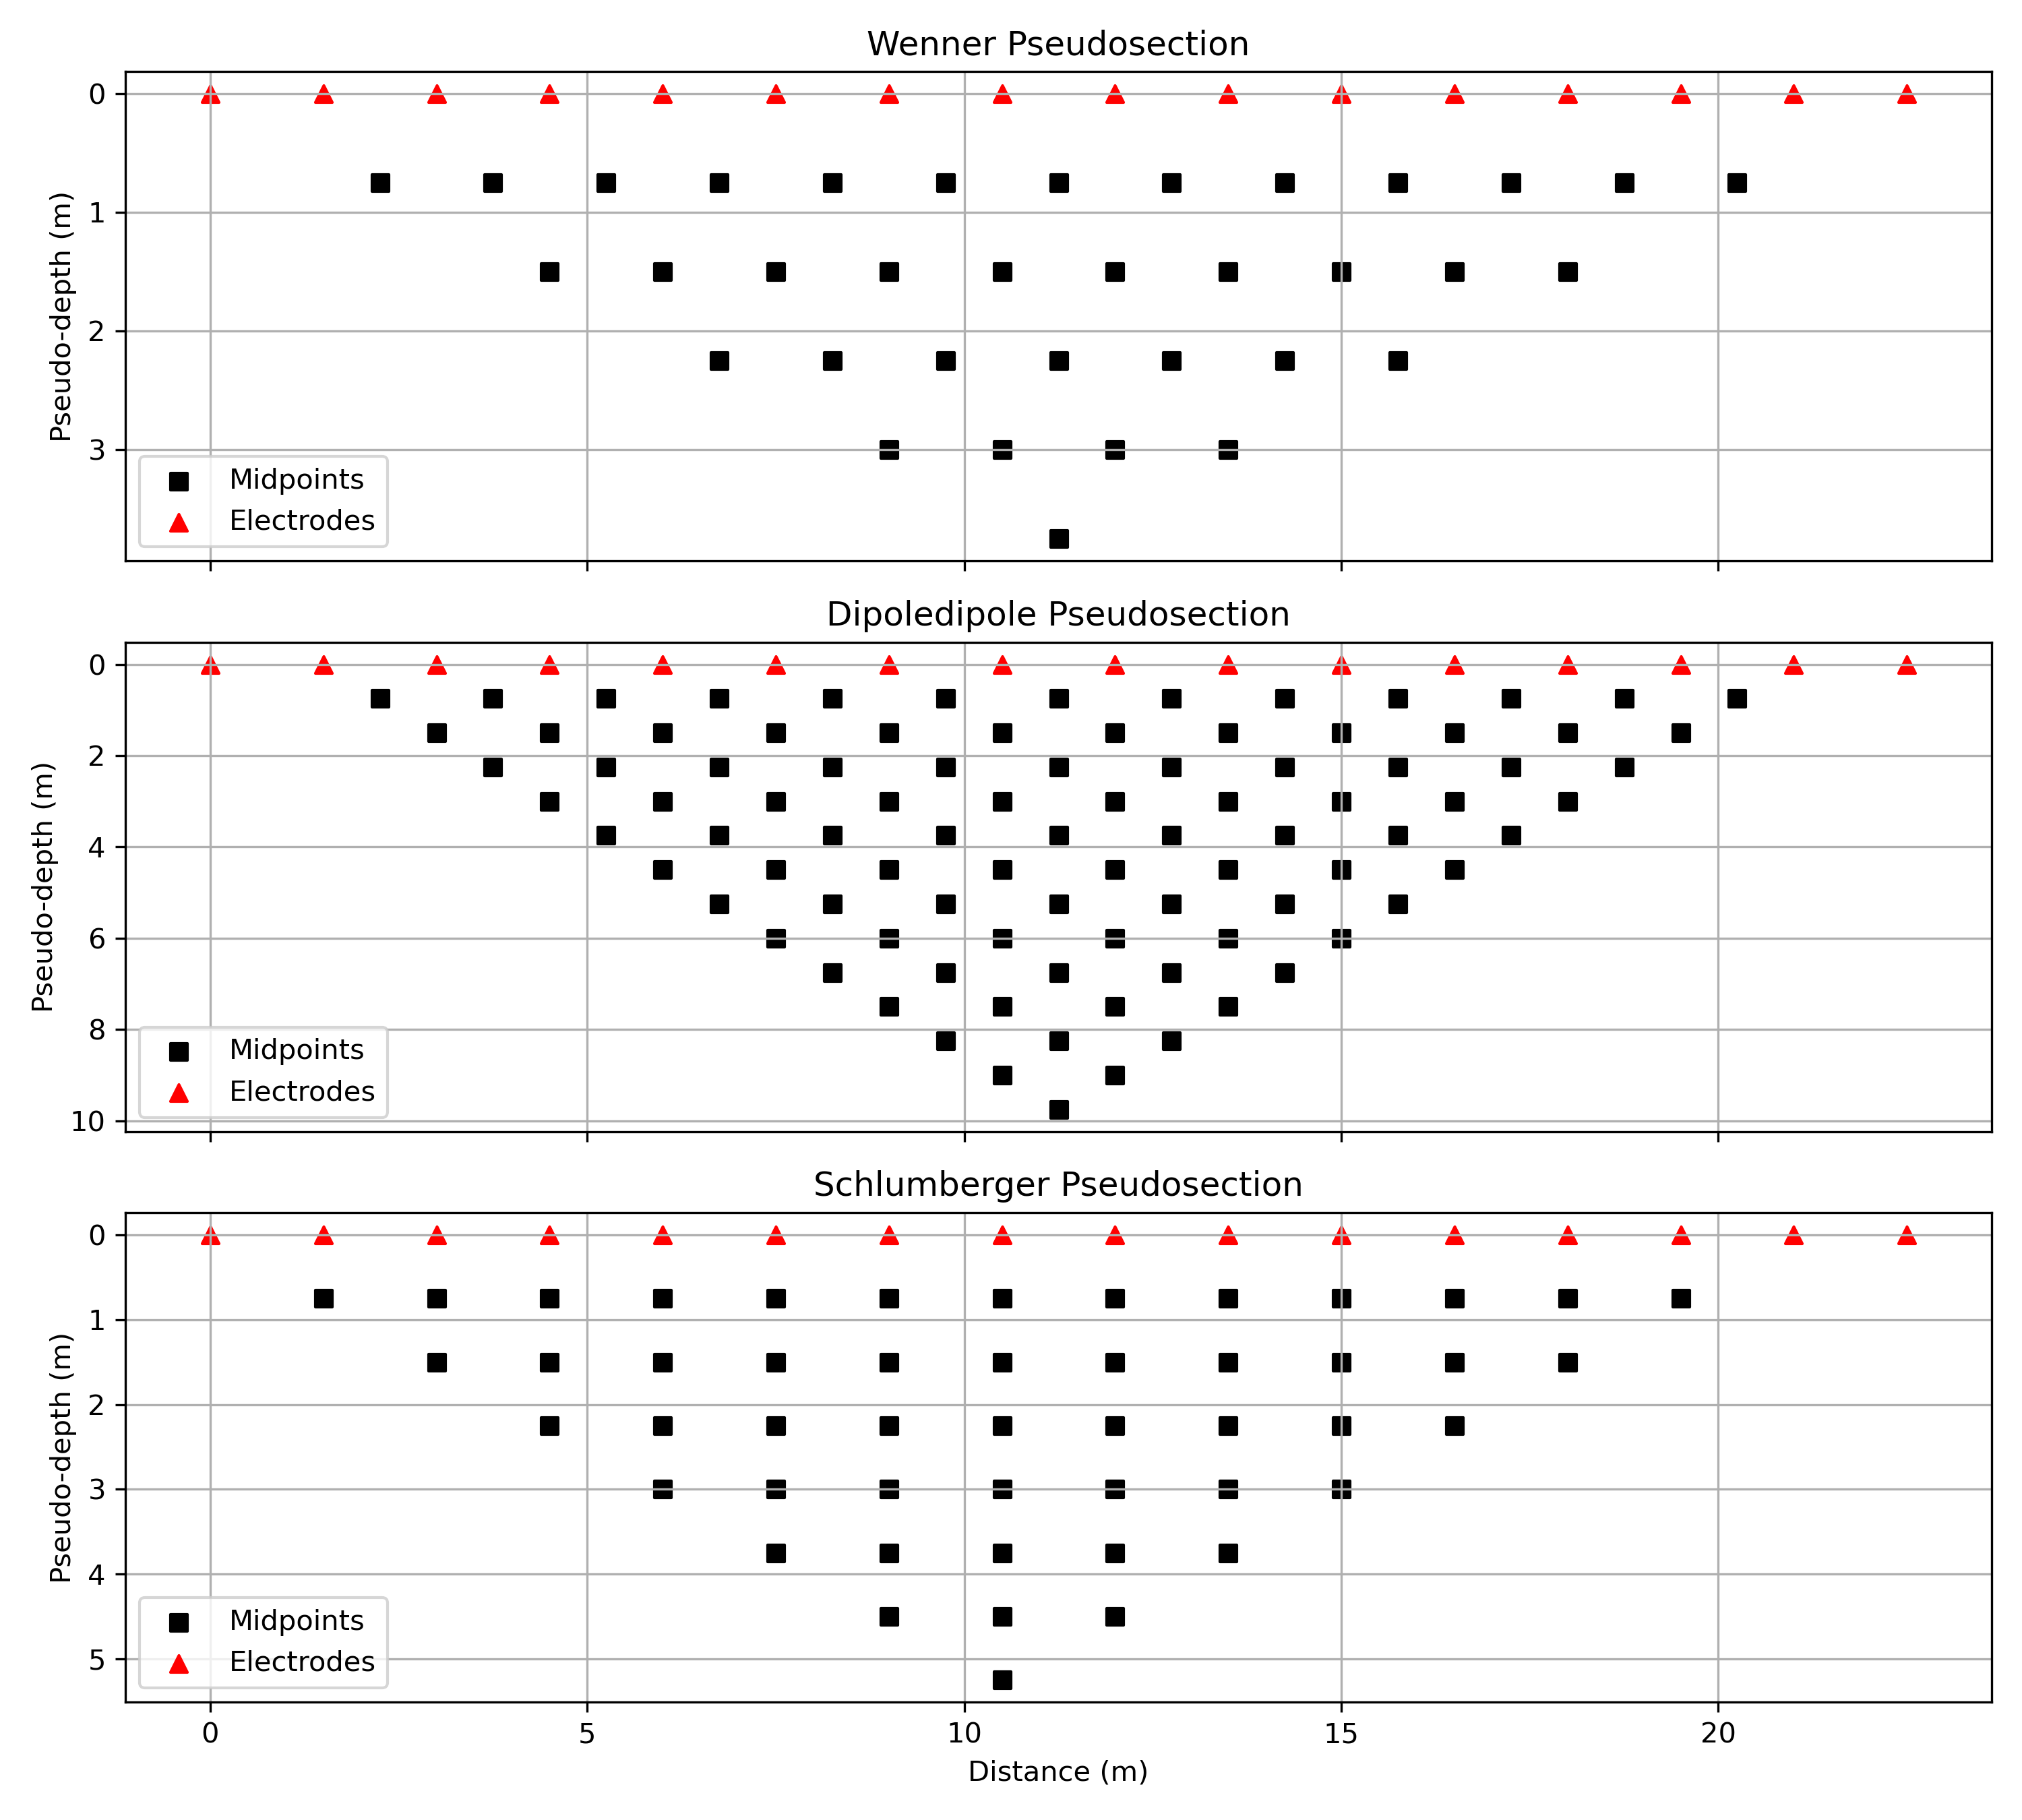 Wenner Pseudosection
0
1
2
3
Pseudo-depth (m)
Midpoints
Electrodes
Dipoledipole Pseudosection
0
2
4
6
8
10
Pseudo-depth (m)
Midpoints
Electrodes
Schlumberger Pseudosection
0
1
2
3
4
5
Pseudo-depth (m)
Midpoints
Electrodes
0 5 10 15 20
Distance (m)